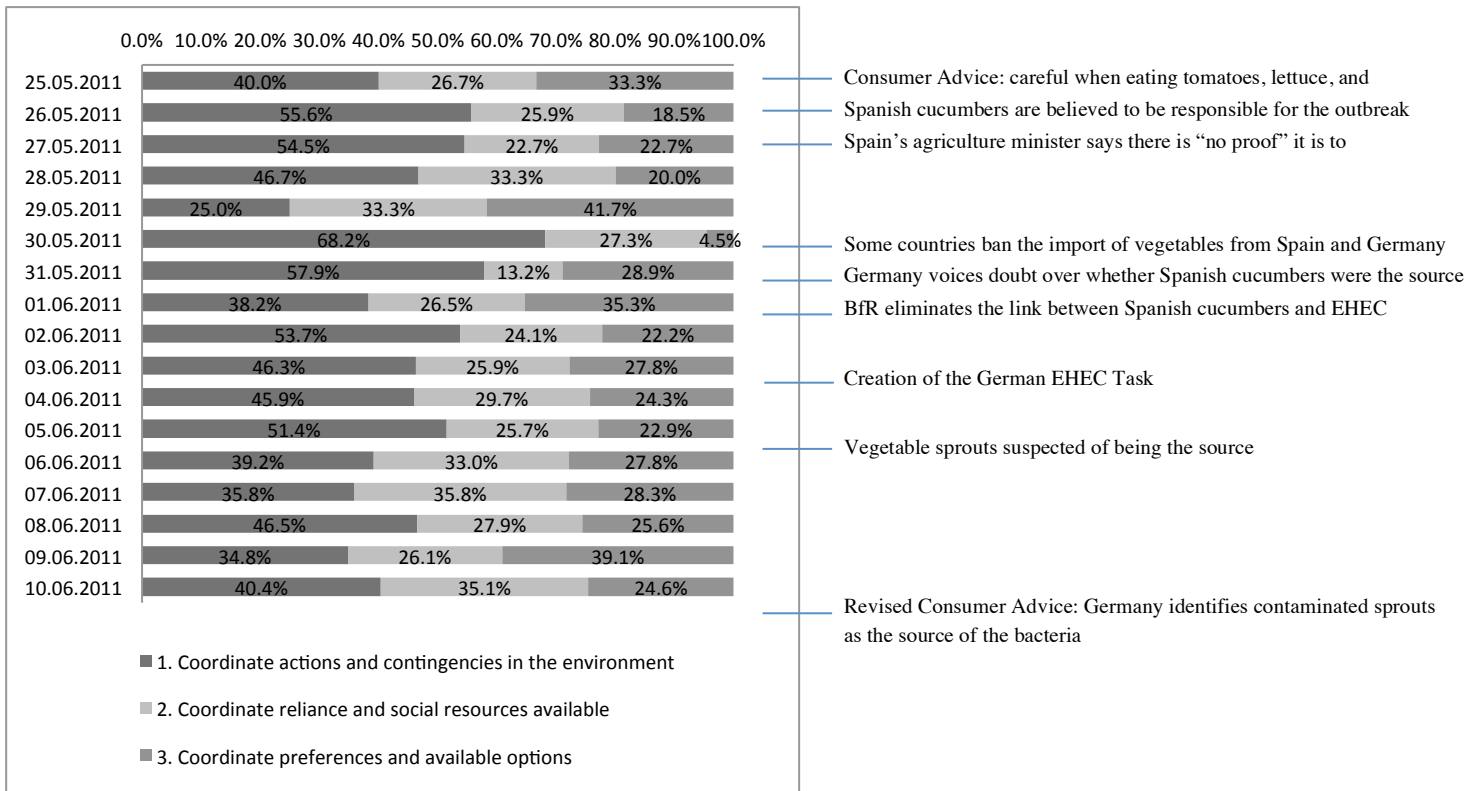 0.0% 10.0% 20.0% 30.0% 40.0% 50.0% 60.0% 70.0% 80.0% 90.0%100.0%
25.05.2011 40.0% 26.7% 33.3% Consumer Advice: careful when eating tomatoes, lettuce, and
26.05.2011 55.6% 25.9% 18.5% Spanish cucumbers are believed to be responsible for the outbreak
27.05.2011 54.5% 22.7% 22.7% Spain’s agriculture minister says there is “no proof” it is to
28.05.2011 46.7% 33.3% 20.0%
29.05.2011 25.0% 33.3% 41.7%
30.05.2011 68.2% 27.3% 4.5% Some countries ban the import of vegetables from Spain and Germany
31.05.2011 57.9% 13.2% 28.9% Germany voices doubt over whether Spanish cucumbers were the source
01.06.2011 38.2% 26.5% 35.3% BfR eliminates the link between Spanish cucumbers and EHEC
02.06.2011 53.7% 24.1% 22.2%
03.06.2011 46.3% 25.9% 27.8% Creation of the German EHEC Task
04.06.2011 45.9% 29.7% 24.3%
05.06.2011 51.4% 25.7% 22.9% Vegetable sprouts suspected of being the source
06.06.2011 39.2% 33.0% 27.8%
07.06.2011 35.8% 35.8% 28.3%
08.06.2011 46.5% 27.9% 25.6%
09.06.2011 34.8% 26.1% 39.1%
10.06.2011 40.4% 35.1% 24.6%
Revised Consumer Advice: Germany identifies contaminated sprouts
as the source of the bacteria
1. Coordinate actions and contingencies in the environment
2. Coordinate reliance and social resources available
3. Coordinate preferences and available options